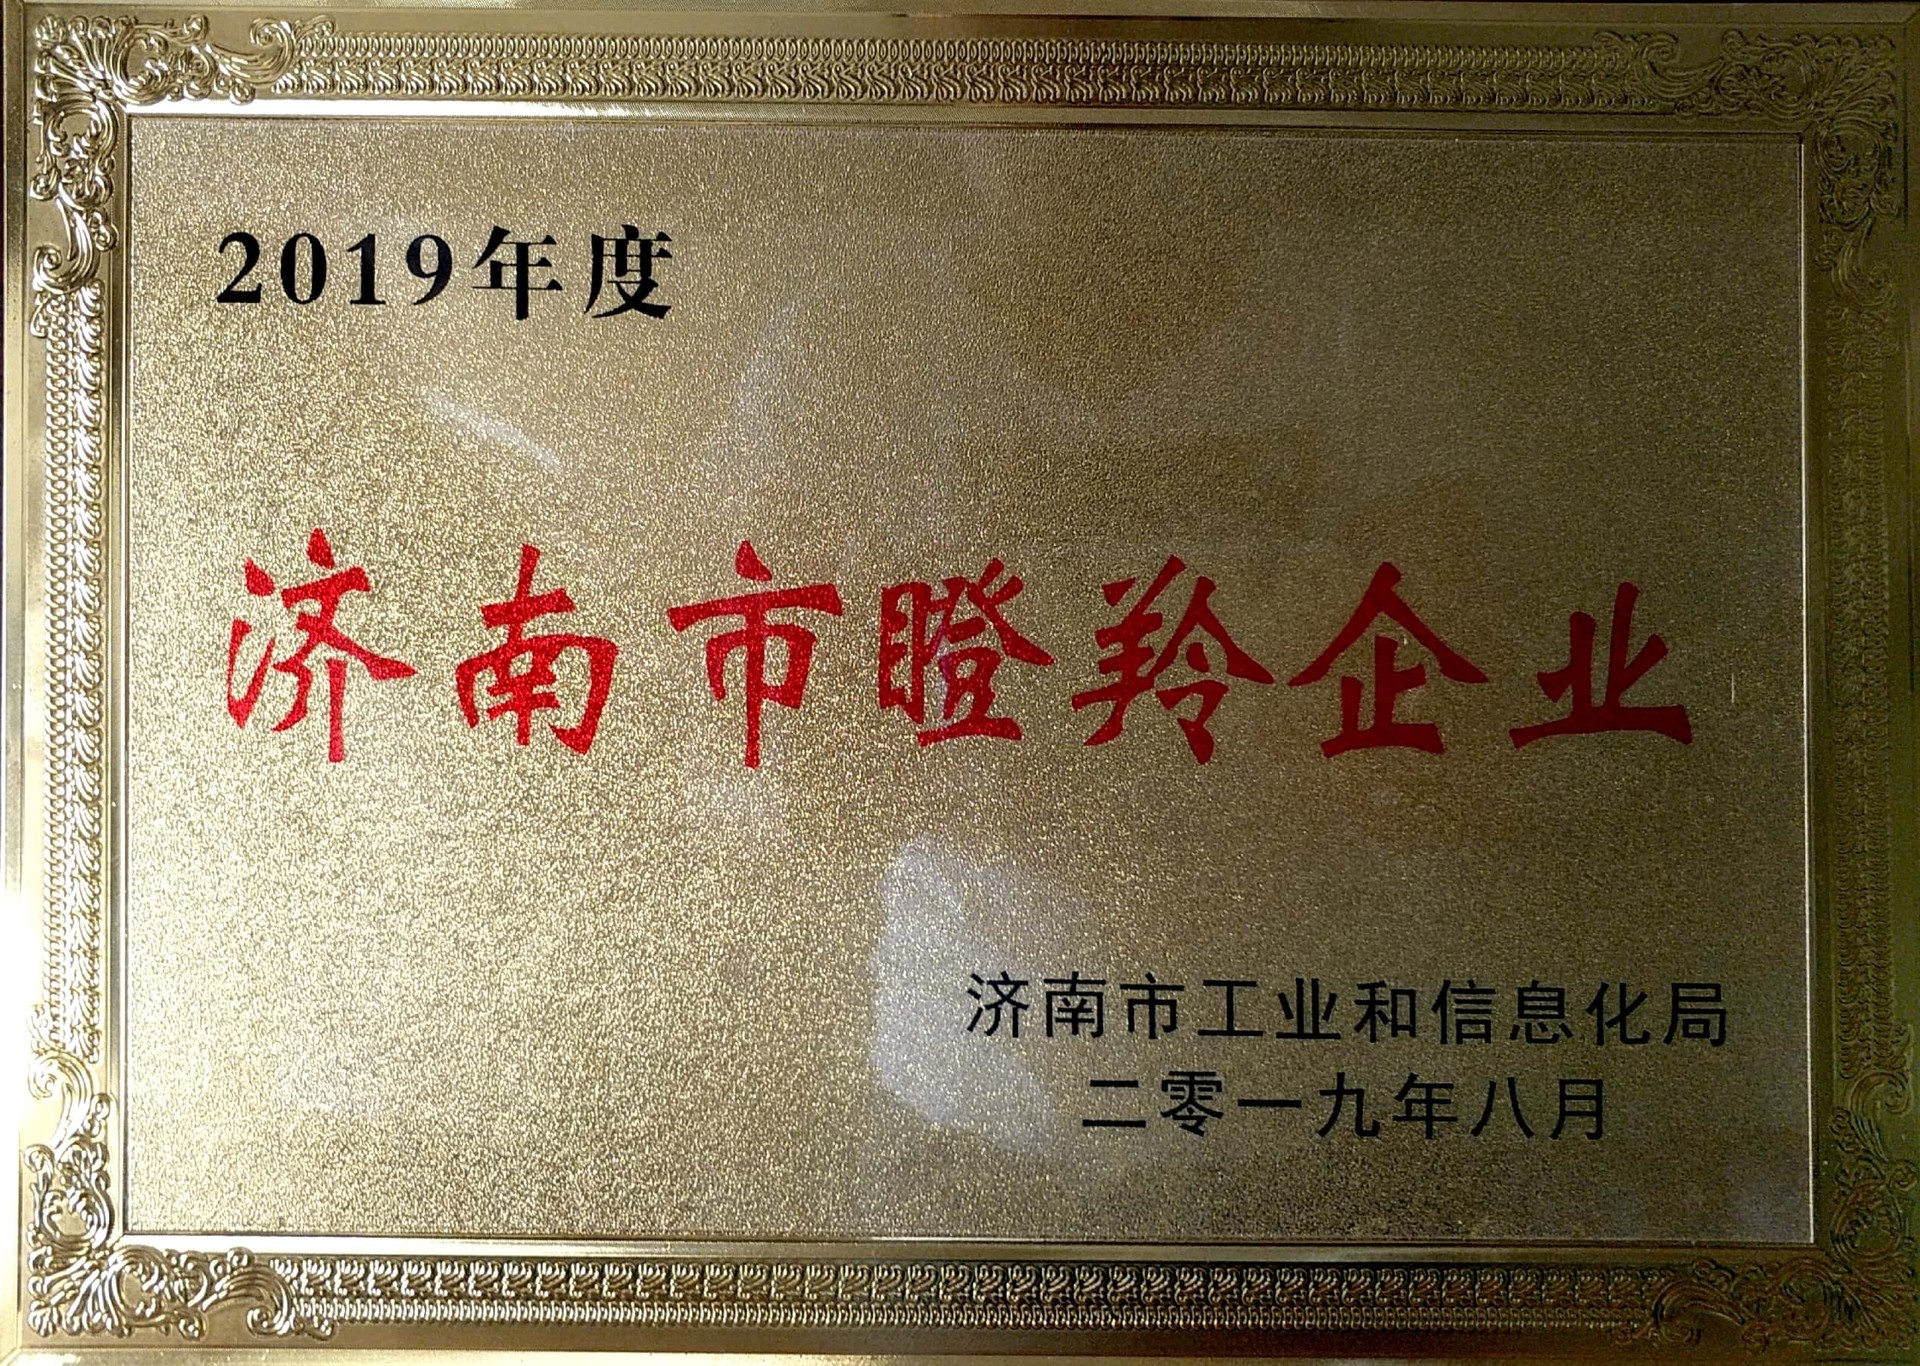 2019年度
济南市瞪羚企业
济南市工业和信息化局
二零一九年八月